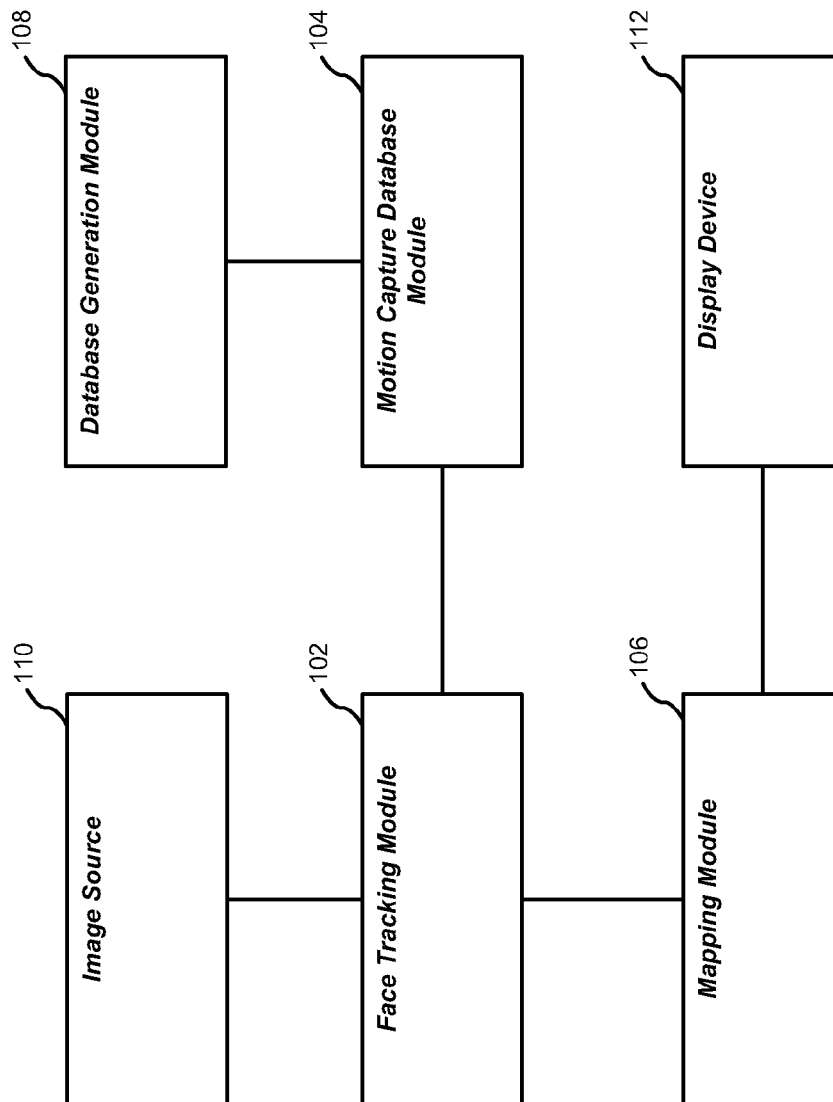 108
Database Generation Module
104
Motion Capture Database
Module
112
Display Device
110
Image Source
102
Face Tracking Module
106
Mapping Module